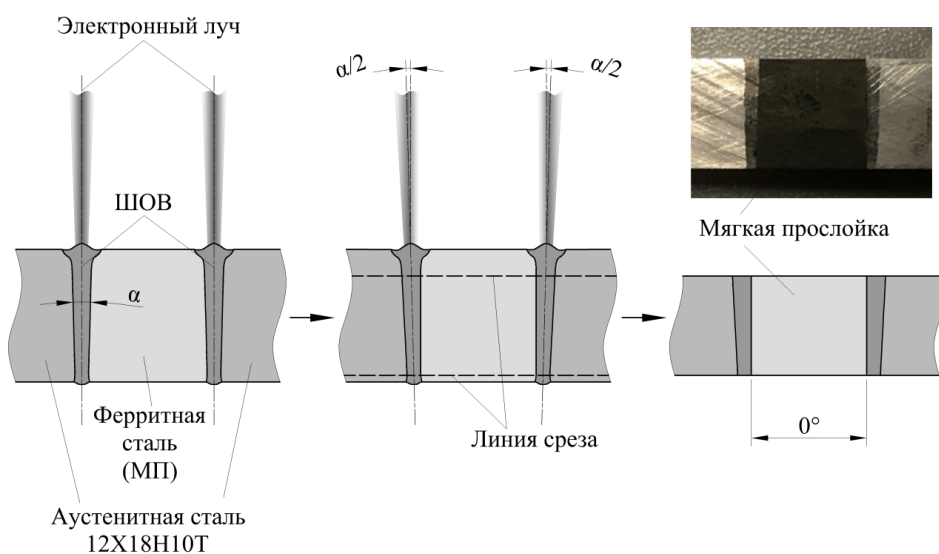 Электронный луч
α/2
α/2
ШОВ
Мягкая прослойка
α
Ферритная
сталь
(МП)
Линия среза
0°
Аустенитная сталь
12Х18Н10Т